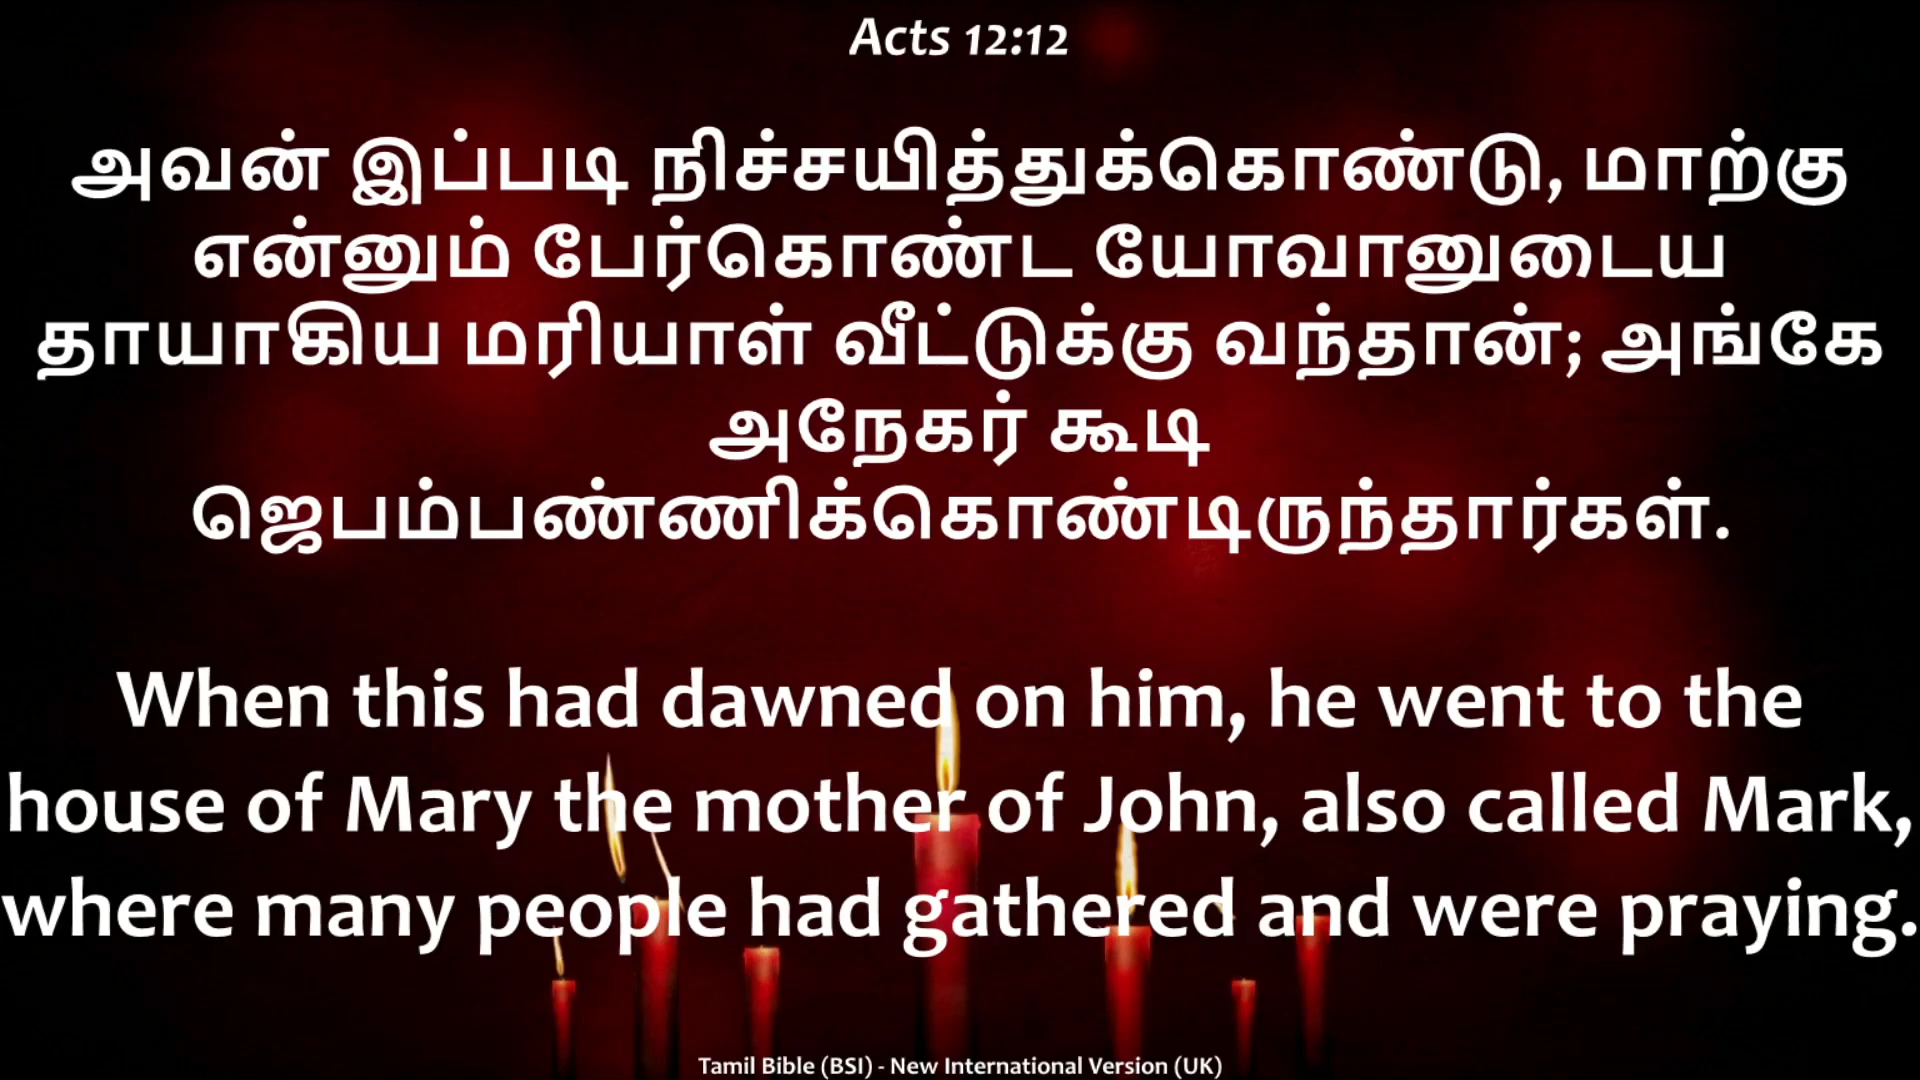 Acts 12:12
அவன் இப்படி நிச்சயித்துக்கொண்டு, மாற்கு
என்னும் பேர்கொண்ட யோவானுடைய
தாயாகிய மரியாள் வீட்டுக்கு வந்தான்; அங்கே
அநேகர் கூடி
ஜெபம்பண்ணிக்கொண்டிருந்தார்கள்.
When this had dawned on him, he went to the
house of Mary the mother of John, also called Mark,
where many people had gathered and were praying.
Tamil Bible (BSI) - New International Version (UK)